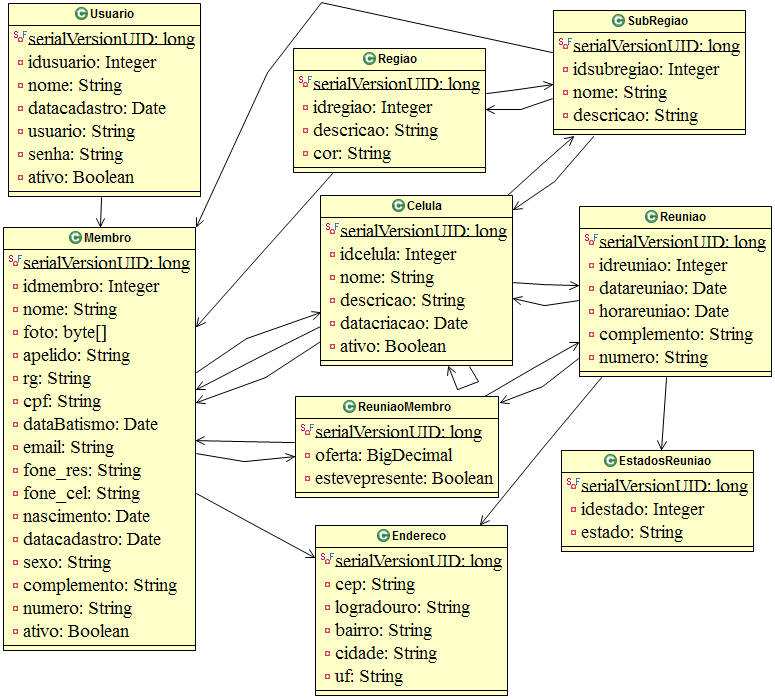 Usuario
serialVersionUID: long
idusuario: Integer
nome: String
datacadastro: Date
usuario: String
senha: String
ativo: Boolean
Regiao
serialVersionUID: long
idregiao: Integer
descricao: String
cor: String
SubRegiao
serialVersionUID: long
idsubregiao: Integer
nome: String
descricao: String
Membro
serialVersionUID: long
idmembro: Integer
nome: String
foto: byte[]
apelido: String
rg: String
cpf: String
dataBatismo: Date
email: String
fone_res: String
fone_cel: String
nascimento: Date
datacadastro: Date
sexo: String
complemento: String
numero: String
ativo: Boolean
Celula
serialVersionUID: long
idcelula: Integer
nome: String
descricao: String
datacriacao: Date
ativo: Boolean
Reuniao
serialVersionUID: long
idreuniao: Integer
datareuniao: Date
horareuniao: Date
complemento: String
numero: String
ReuniaoMembro
serialVersionUID: long
oferta: BigDecimal
estevepresente: Boolean
EstadosReuniao
serialVersionUID: long
idestado: Integer
estado: String
Endereco
serialVersionUID: long
cep: String
logradouro: String
bairro: String
cidade: String
uf: String